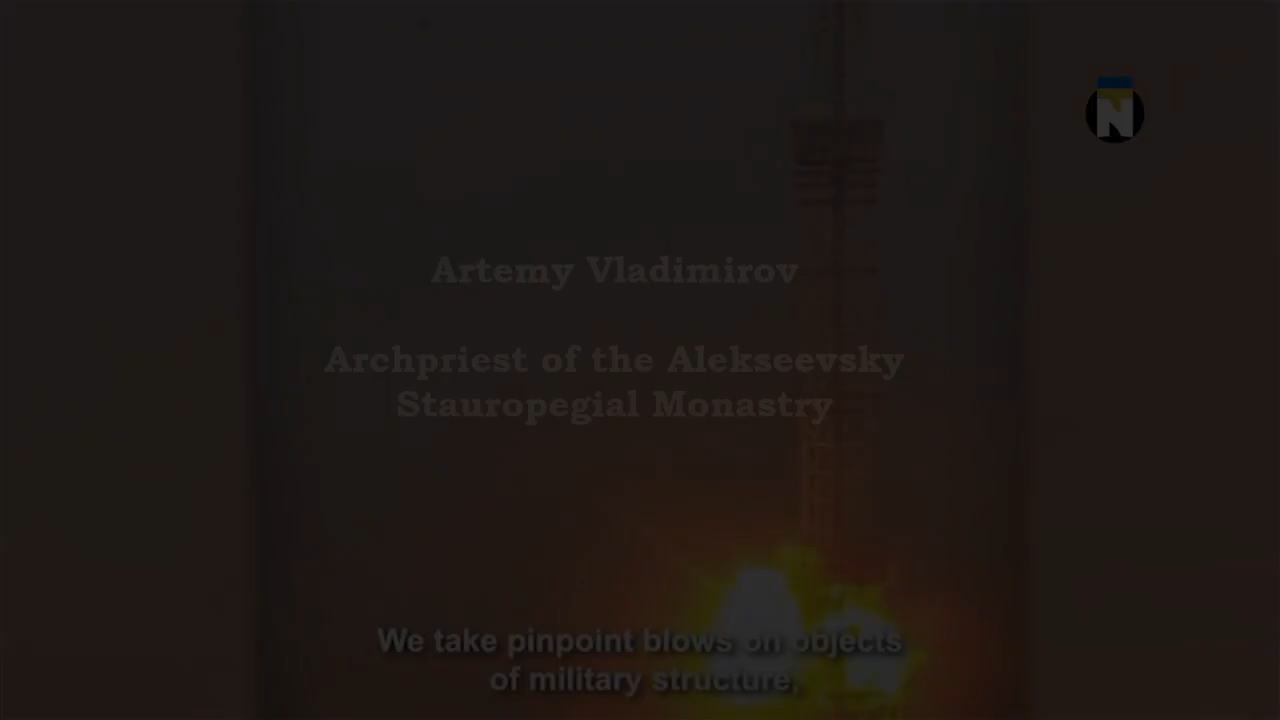 N
Artemy Vladimirov
Archpriest of the Alekseevsky
Stauropegial Monastry
We take pinpoint blows on objects
of military structure,